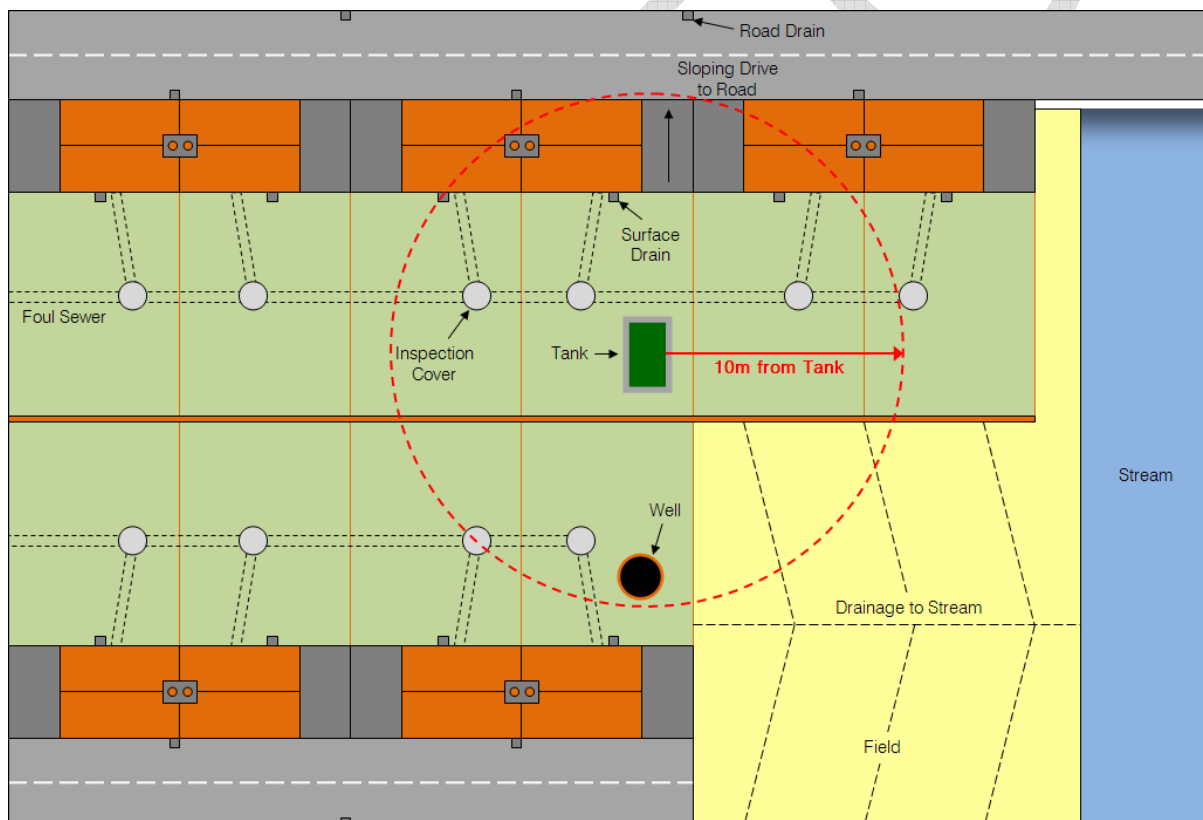 Road Drain
Sloping Drive
to Road
Surface
Drain
Foul Sewer
Inspection
Cover
Tank
10m from Tank
Stream
Well
Drainage to Stream
Field